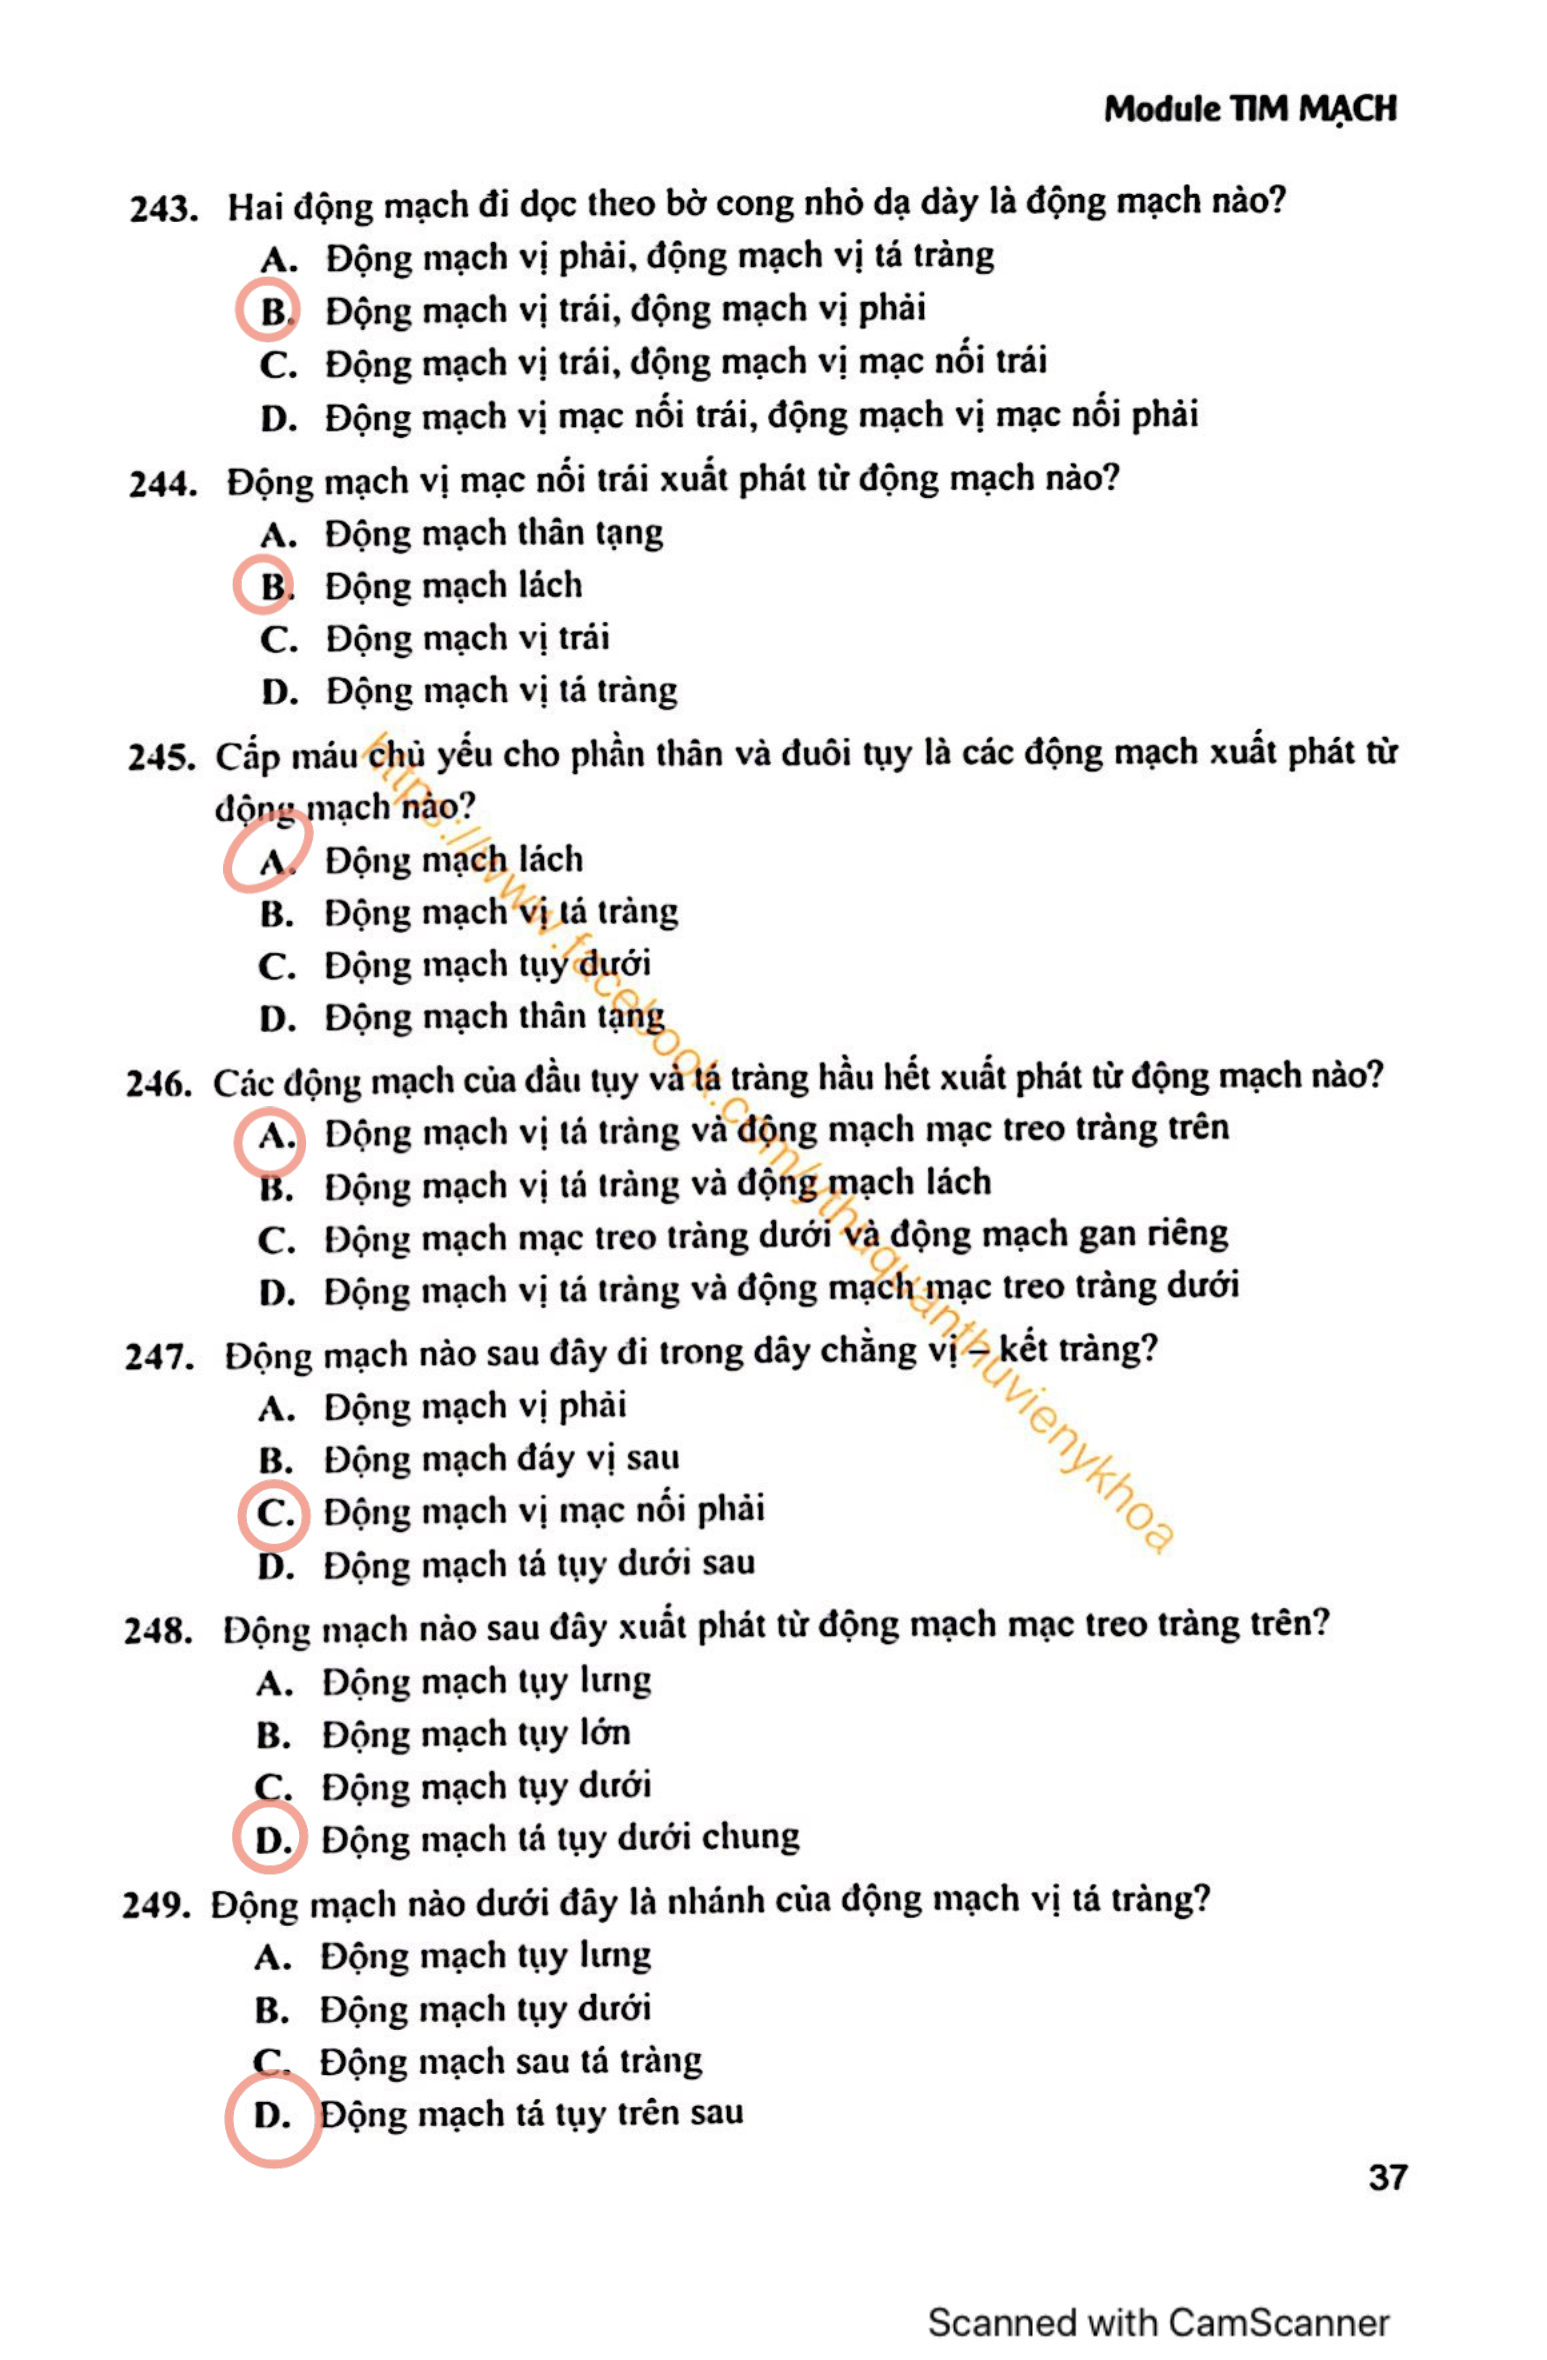 Module TIM MẠCH
243. Hai động mạch đi dọc theo bờ cong nhỏ dạ dày là động mạch nào?
A. Động mạch vị phải, động mạch vị tá tràng
B. Động mạch vị trái, động mạch vị phải
C. Động mạch vị trái, động mạch vị mạc nối trái
D. Động mạch vị mạc nối trái, động mạch vị mạc nối phải
244. Động mạch vị mạc nối trái xuất phát từ động mạch nào?
A. Động mạch thân tạng
B. Động mạch lách
C. Động mạch vị trái
D. Động mạch vị tá tràng
245. Cấp máu chủ yếu cho phần thân và đuôi tụy là các động mạch xuất phát từ
động mạch nào?
A. Động mạch lách
B. Động mạch vị tá tràng
C. Động mạch tụy dưới
D. Động mạch thân tạng
246. Các động mạch của đầu tụy và tá tràng hầu hết xuất phát từ động mạch nào?
A. Động mạch vị tá tràng và động mạch mạc treo tràng trên
B. Động mạch vị tá tràng và động mạch lách
C. Động mạch mạc treo tràng dưới và động mạch gan riêng
D. Động mạch vị tá tràng và động mạch mạc treo tràng dưới
247. Động mạch nào sau đây đi trong dây chằng vị – kết tràng?
A. Động mạch vị phải
B. Động mạch đáy vị sau
C. Động mạch vị mạc nối phải
D. Động mạch tá tụy dưới sau
248. Động mạch nào sau đây xuất phát từ động mạch mạc treo tràng trên?
A. Động mạch tụy lưng
B. Động mạch tụy lớn
C. Động mạch tụy dưới
D. Động mạch tá tụy dưới chung
249. Động mạch nào dưới đây là nhánh của động mạch vị tá tràng?
A. Động mạch tụy lưng
B. Động mạch tụy dưới
C. Động mạch sau tá tràng
D. Động mạch tá tụy trên sau
https://www.facebook.com/ythuquanthuvienykhoa
37
Scanned with CamScanner